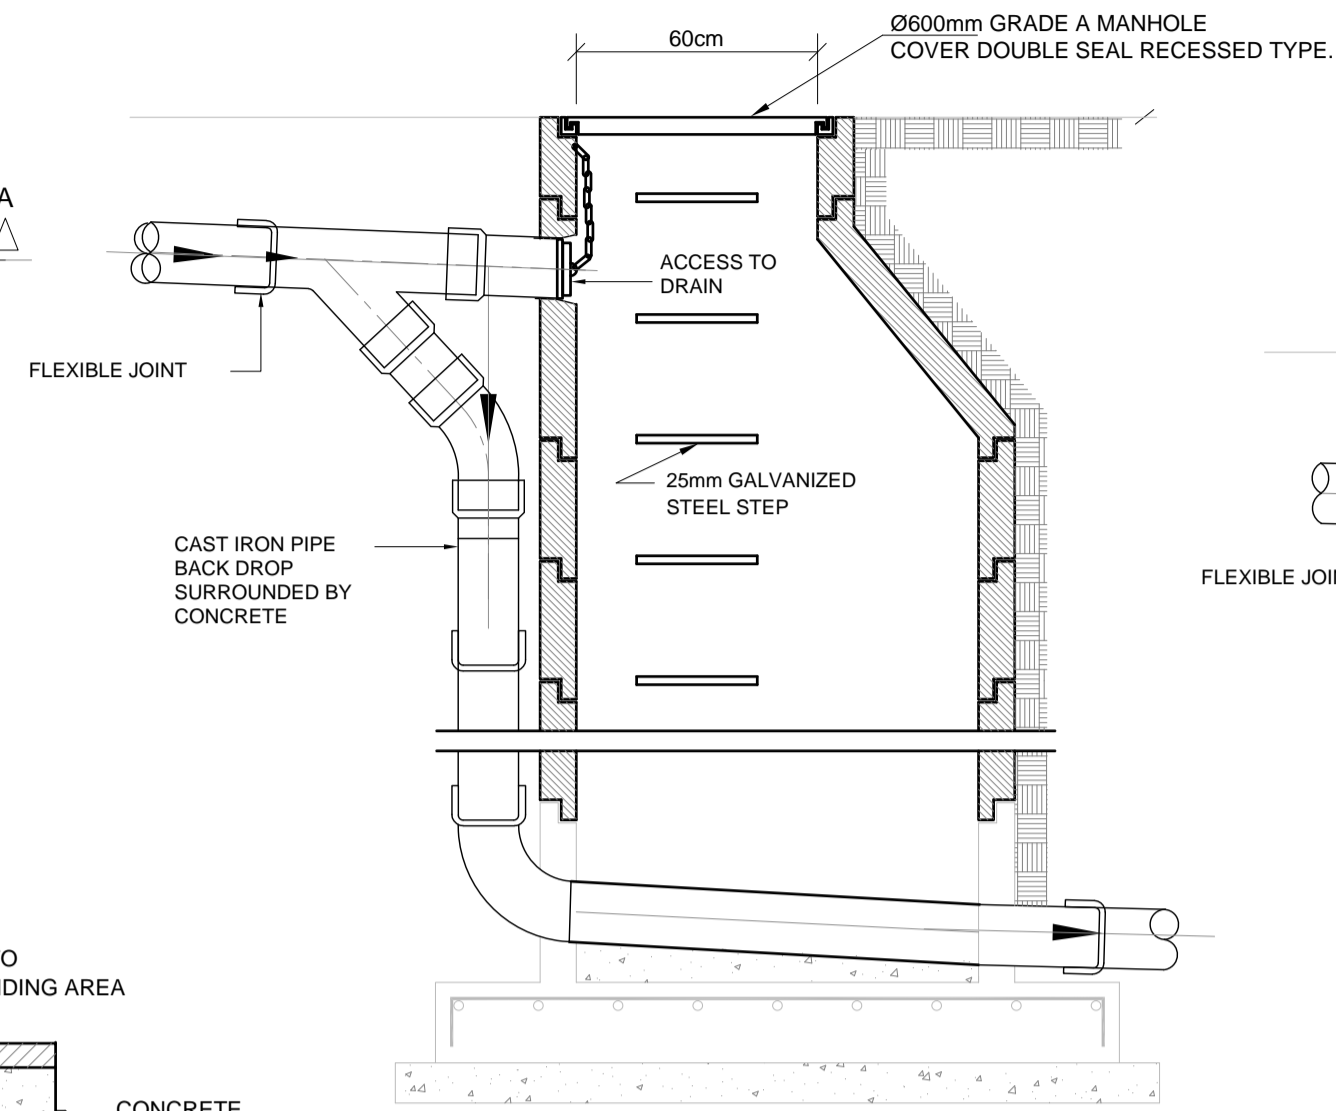 60cm
Ø600mm GRADE A MANHOLE
COVER DOUBLE SEAL RECESSED TYPE.
A
ACCESS TO
DRAIN
FLEXIBLE JOINT
25mm GALVANIZED
STEEL STEP
CAST IRON PIPE
BACK DROP
SURROUNDED BY
CONCRETE
FLEXIBLE
AREA
CONCRETE